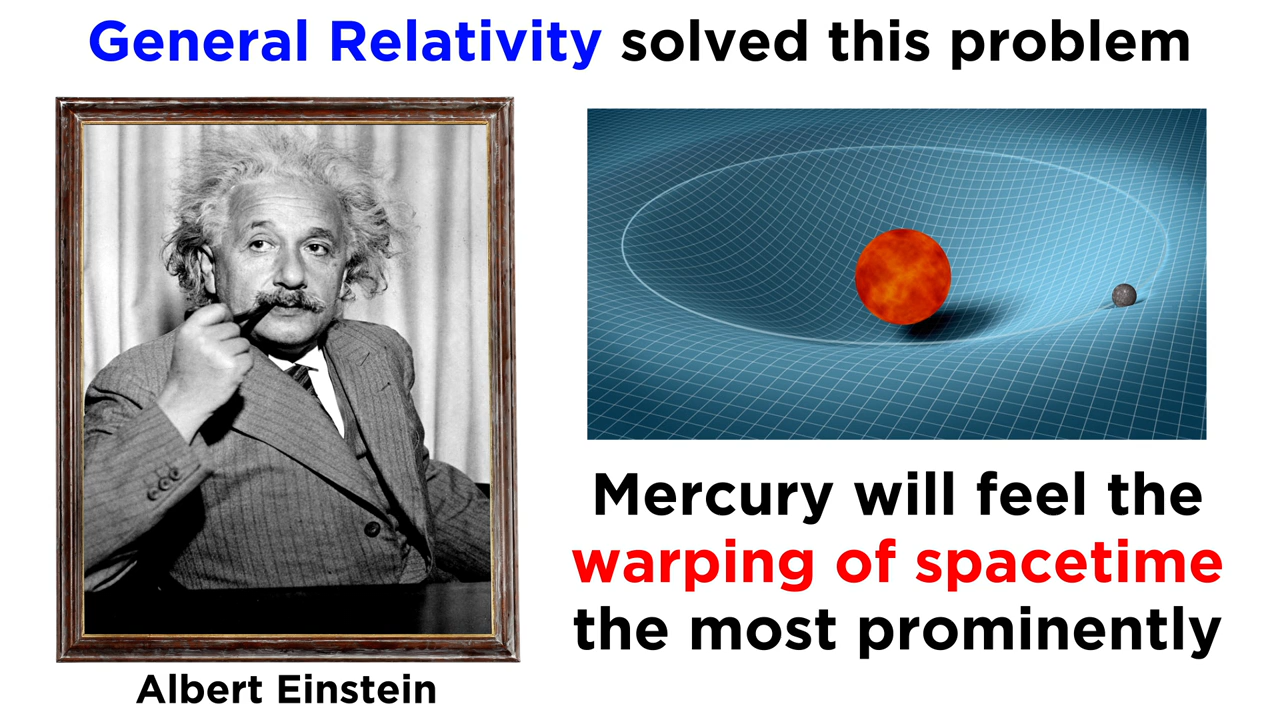 General Relativity solved this problem
Albert Einstein
Mercury will feel the
warping of spacetime
the most prominently